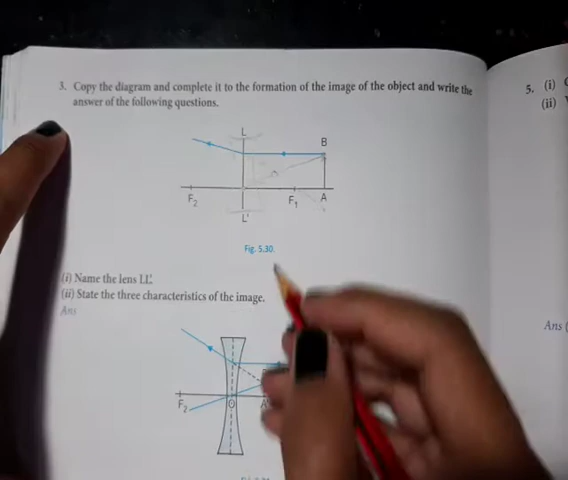 3. Copy the diagram and complete it to the formation of the image of the object and write the
answer of the following questions.
L
B
F2
F1
A
L'
Fig. 5.30.
(i) Name the lens LL'.
(ii) State the three characteristics of the image.
Ans
F2
O
A'
5. (i)
(ii)
Ans (